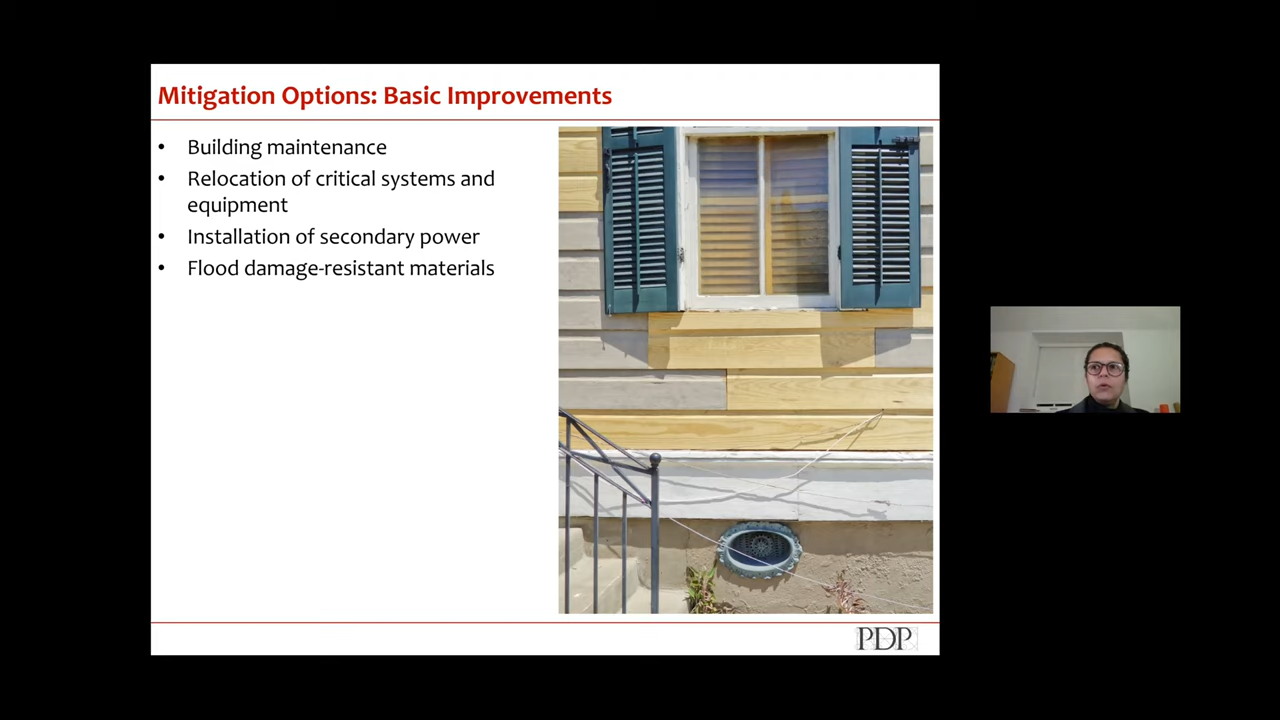 Mitigation Options: Basic Improvements
• Building maintenance
• Relocation of critical systems and
equipment
• Installation of secondary power
• Flood damage-resistant materials
PDP